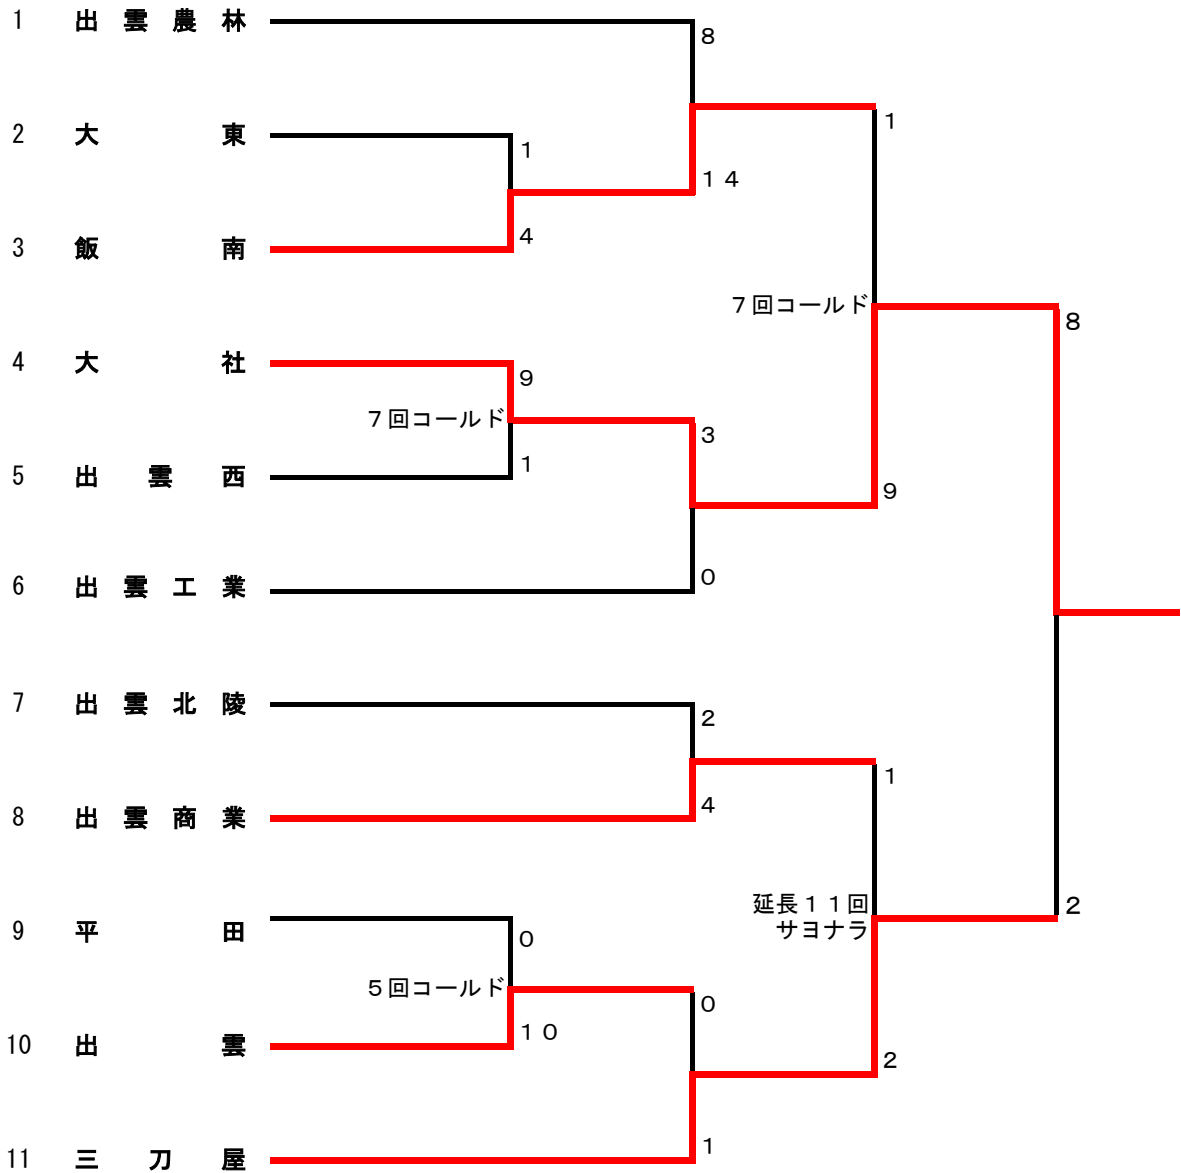 1 出雲農林
8
1
2 大東
1
14
3 飯南
4
7回コールド
8
4 大社
9
7回コールド
3
5 出雲西
1
9
6 出雲工業
0
7 出雲北陵
2
1
8 出雲商業
4
延長11回
サヨナラ
2
9 平田
0
5回コールド
0
10 出雲
10
2
11 三刀屋
1